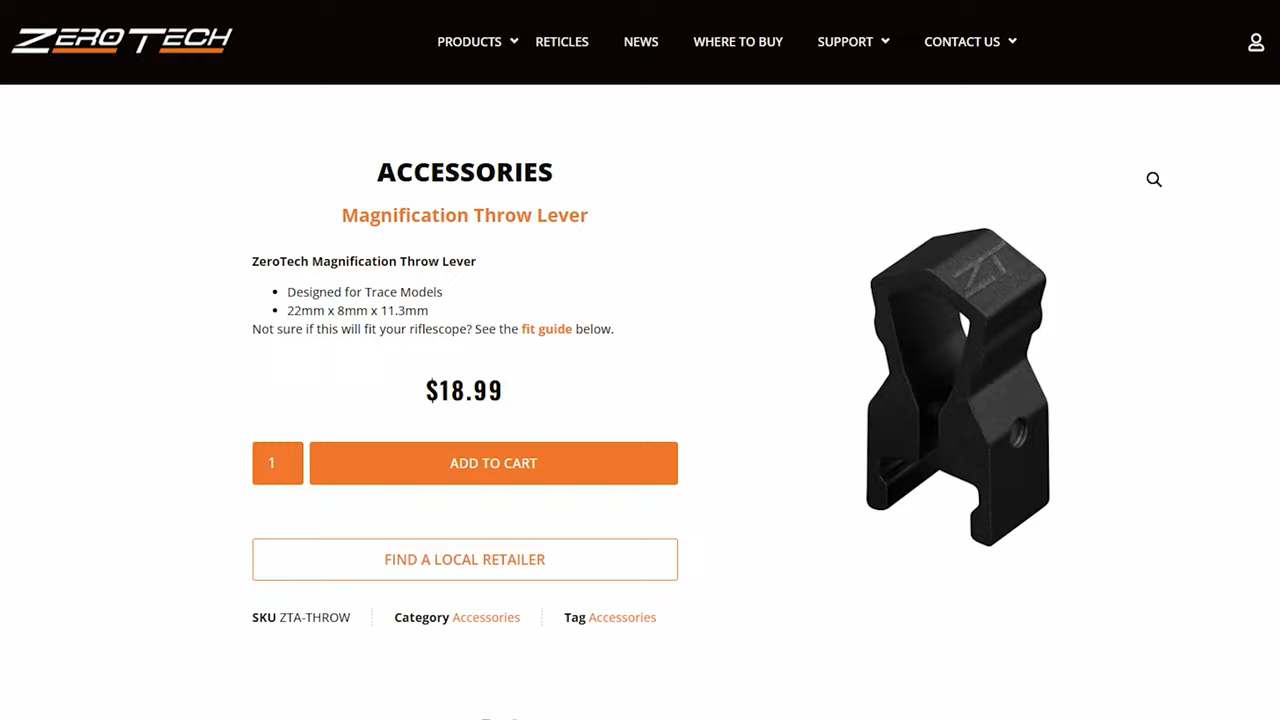 ZEROTECH
PRODUCTS RETICLES NEWS WHERE TO BUY SUPPORT CONTACT US
ACCESSORIES
Magnification Throw Lever
ZeroTech Magnification Throw Lever
• Designed for Trace Models
• 22mm x 8mm x 11.3mm
Not sure if this will fit your riflescope? See the fit guide below.
$18.99
1 ADD TO CART
FIND A LOCAL RETAILER
SKU ZTA-THROW Category Accessories Tag Accessories
ZT